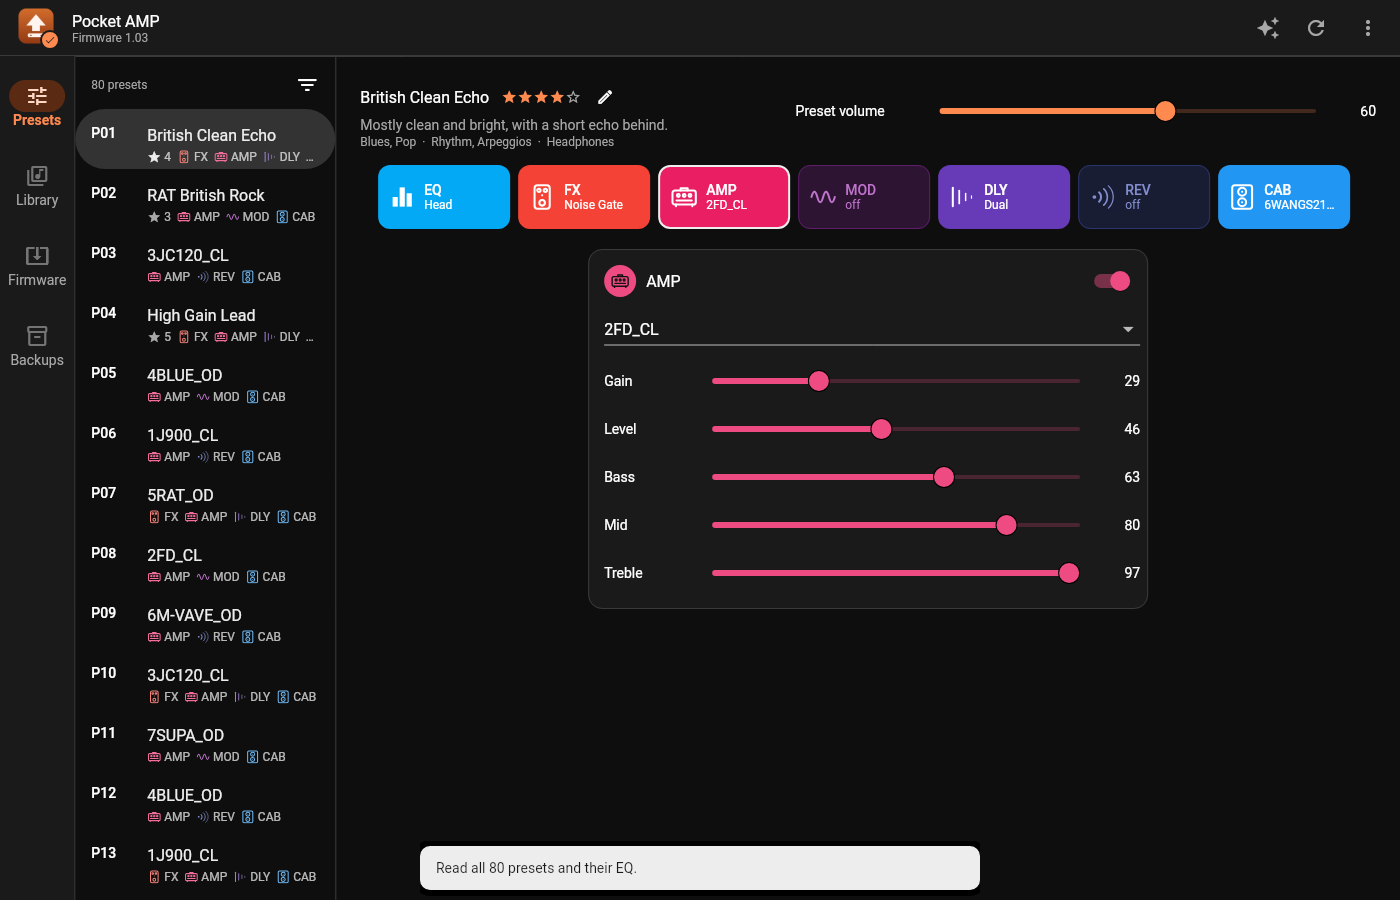 Pocket AMP
Firmware 1.03
Presets
Library
Firmware
Backups
80 presets
P01 British Clean Echo
4 FX AMP DLY ...
P02 RAT British Rock
3 AMP MOD CAB
P03 3JC120_CL
AMP REV CAB
P04 High Gain Lead
5 FX AMP DLY ...
P05 4BLUE_OD
AMP MOD CAB
P06 1J900_CL
AMP REV CAB
P07 5RAT_OD
FX AMP DLY CAB
P08 2FD_CL
AMP MOD CAB
P09 6M-VAVE_OD
AMP REV CAB
P10 3JC120_CL
FX AMP DLY CAB
P11 7SUPA_OD
AMP MOD CAB
P12 4BLUE_OD
AMP REV CAB
P13 1J900_CL
FX AMP DLY CAB
British Clean Echo
Mostly clean and bright, with a short echo behind.
Blues, Pop · Rhythm, Arpeggios · Headphones
Preset volume 60
EQ
Head
FX
Noise Gate
AMP
2FD_CL
MOD
off
DLY
Dual
REV
off
CAB
6WANGS21...
AMP
2FD_CL
Gain 29
Level 46
Bass 63
Mid 80
Treble 97
Read all 80 presets and their EQ.